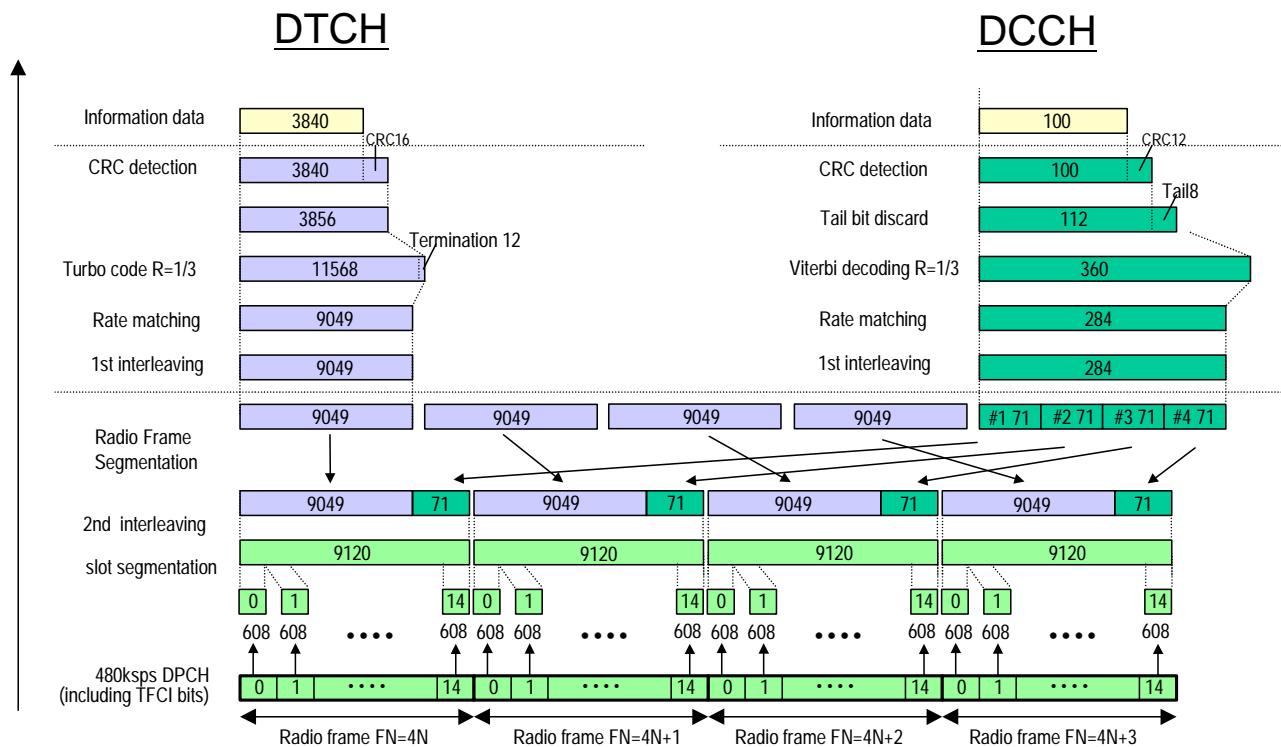 DTCH DCCH
Information data 3840 Information data 100
CRC16 CRC12
CRC detection 3840 CRC detection 100
Tail8
3856 Tail bit discard 112
Termination 12
Turbo code R=1/3 11568 Viterbi decoding R=1/3 360
Rate matching 9049 Rate matching 284
1st interleaving 9049 1st interleaving 284
9049 9049 9049 9049 #1 71 #2 71 #3 71 #4 71
Radio Frame
Segmentation
9049 71 9049 71 9049 71 9049 71
2nd interleaving
9120 9120 9120 9120
slot segmentation
0 1 14 0 1 14 0 1 14 0 1 14
608 608 •••• 608 608 608 •••• 608 608 608 •••• 608 608 608 •••• 608
480ksps DPCH
(including TFCI bits)
0 1 •••• 14 0 1 •••• 14 0 1 •••• 14 0 1 •••• 14
Radio frame FN=4N Radio frame FN=4N+1 Radio frame FN=4N+2 Radio frame FN=4N+3